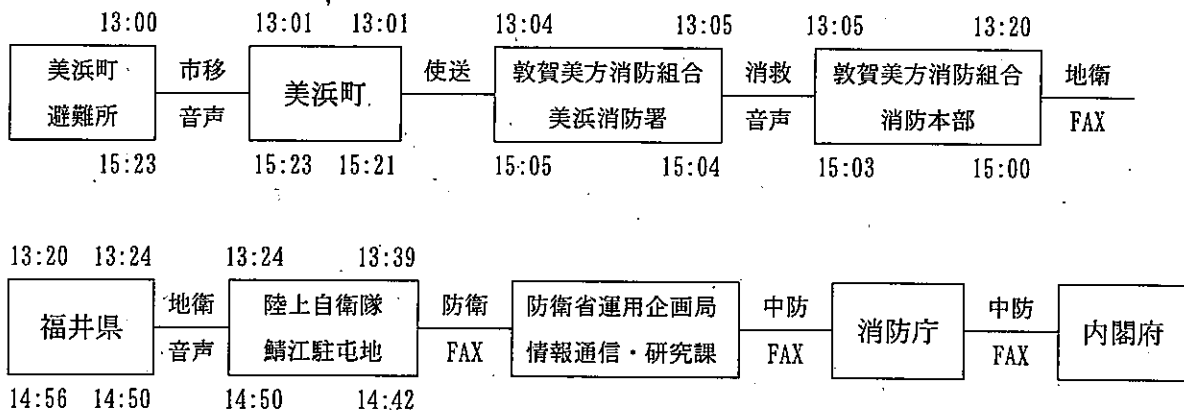 13:00 13:01 13:01 13:04 13:05 13:05 13:20
美浜町 市移 美浜町 使送 敦賀美方消防組合 消救 敦賀美方消防組合 地衛
避難所 音声 美浜消防署 音声 消防本部 FAX
15:23 15:23 15:21 15:05 15:04 15:03 15:00
13:20 13:24 13:24 13:39
福井県 地衛 陸上自衛隊 防衛 防衛省運用企画局 中防 消防庁 中防 内閣府
音声 鯖江駐屯地 FAX 情報通信・研究課 FAX FAX
14:56 14:50 14:50 14:42